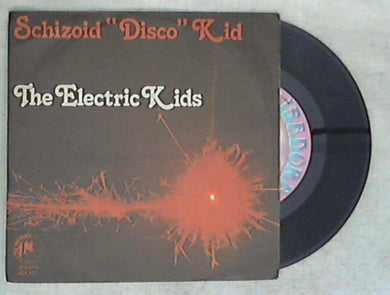 Schizoid "Disco" Kid
The Electric Kids